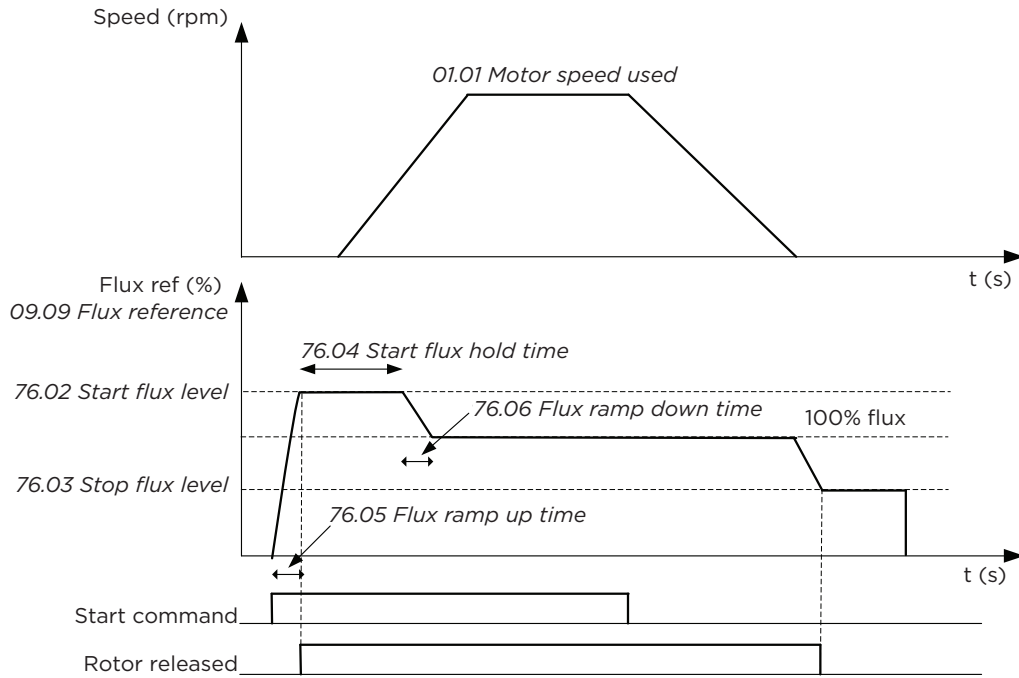 Speed (rpm)
01.01 Motor speed used
t (s)
Flux ref (%)
09.09 Flux reference
76.04 Start flux hold time
76.02 Start flux level
76.06 Flux ramp down time
100% flux
76.03 Stop flux level
76.05 Flux ramp up time
t (s)
Start command
Rotor released